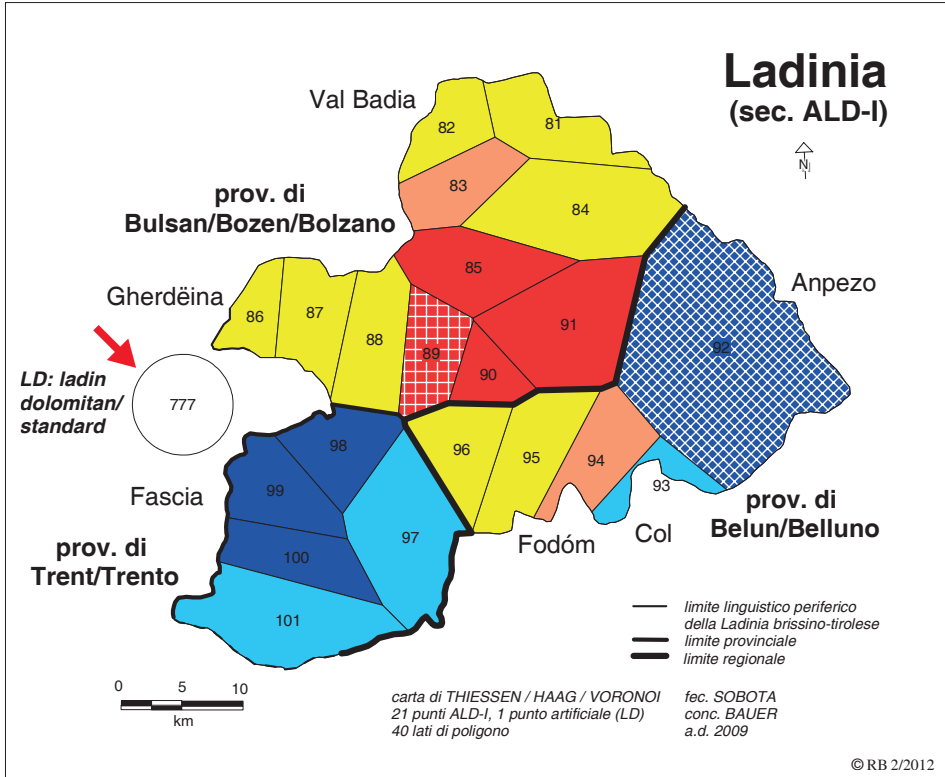 Ladinia
(sec. ALD-I)
N
Val Badia
82
81
83
84
prov. di
Bulsan/Bozen/Bolzano
85
Gherdëina
86
87
88
89
90
91
92
Anpezo
LD: ladin
dolomitan/
standard
777
98
96
95
94
93
99
97
Fascia
100
101
Fodóm
Col
prov. di
Belun/Belluno
prov. di
Trent/Trento
limite linguistico periferico
della Ladinia brissino-tirolese
limite provinciale
limite regionale
0 5 10
km
carta di THIESSEN / HAAG / VORONOI
21 punti ALD-I, 1 punto artificiale (LD)
40 lati di poligono
fec. SOBOTA
conc. BAUER
a.d. 2009
© RB 2/2012